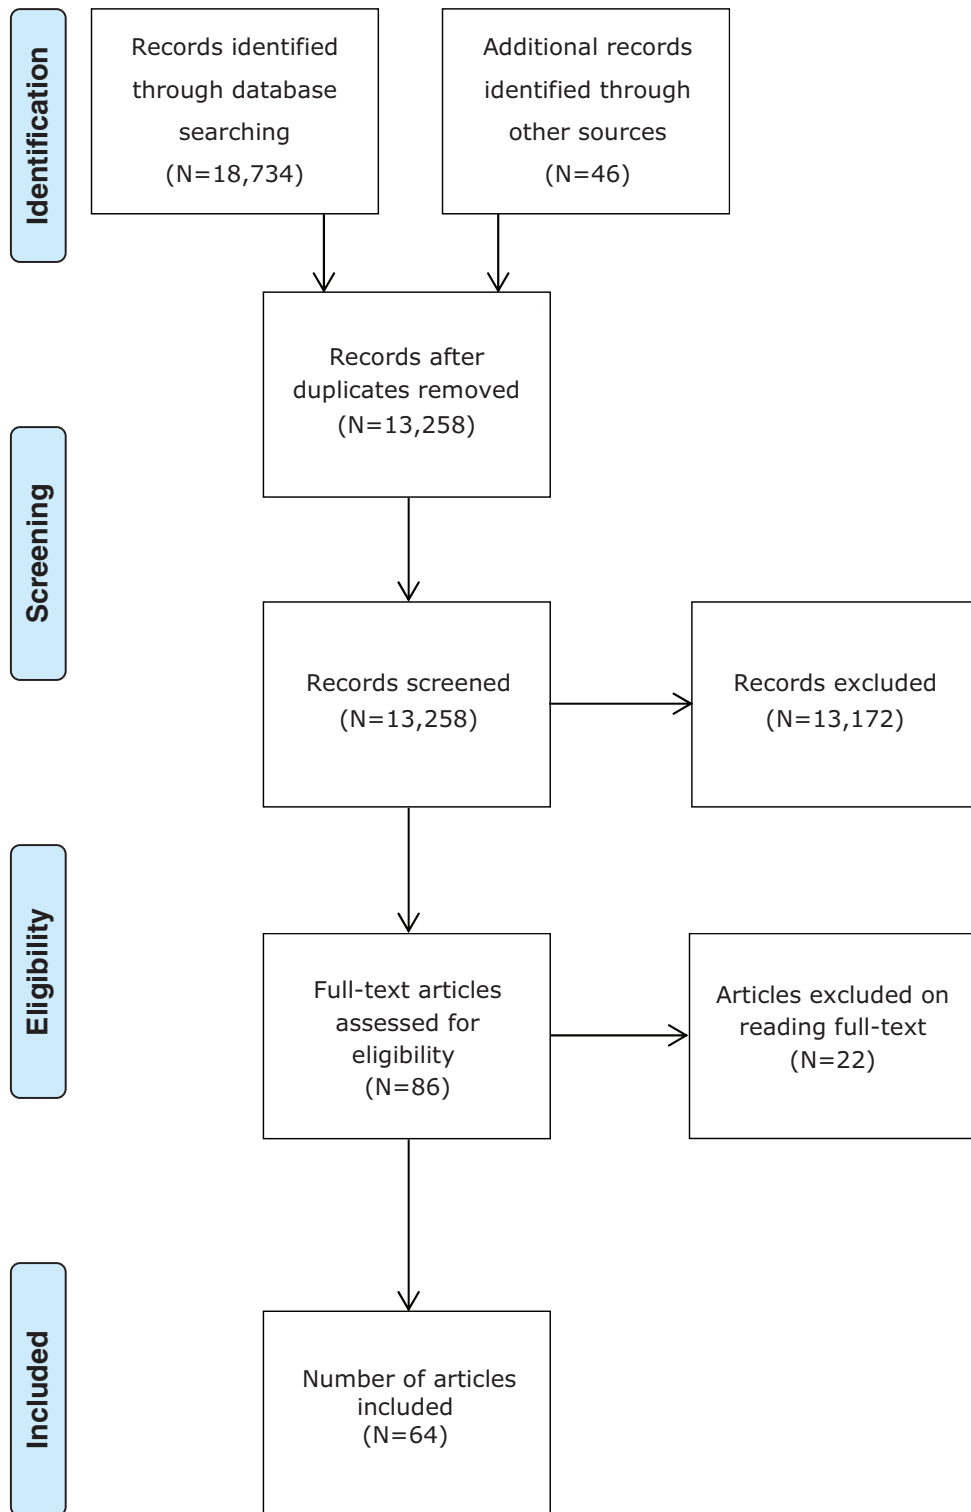 Identification
Records identified
through database
searching
(N=18,734)
Additional records
identified through
other sources
(N=46)
Records after
duplicates removed
(N=13,258)
Screening
Records screened
(N=13,258)
Records excluded
(N=13,172)
Eligibility
Full-text articles
assessed for
eligibility
(N=86)
Articles excluded on
reading full-text
(N=22)
Included
Number of articles
included
(N=64)